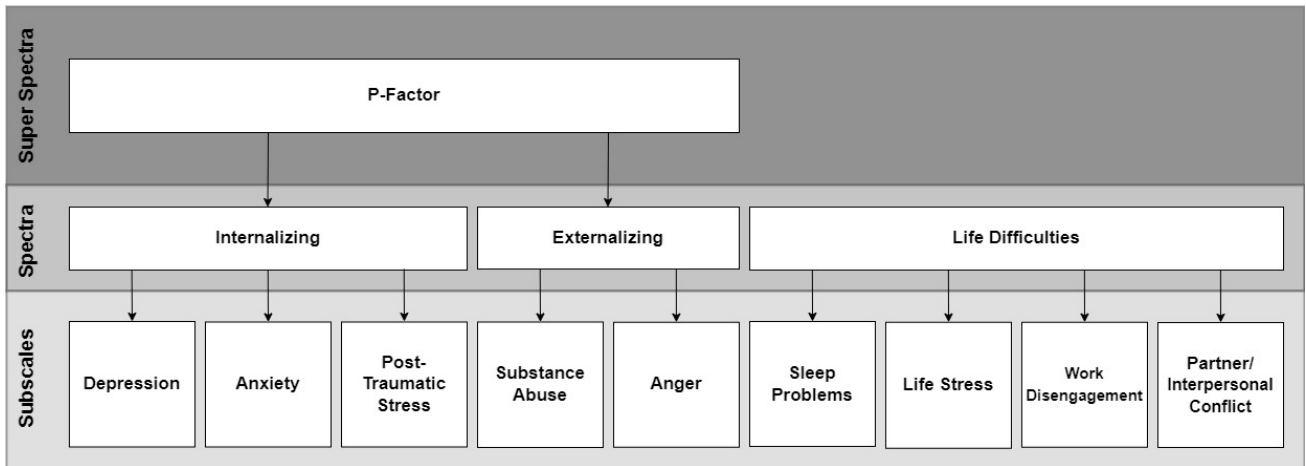 Super Spectra
P-Factor
Spectra
Internalizing
Externalizing
Life Difficulties
Subscales
Depression
Anxiety
Post-
Traumatic
Stress
Substance
Abuse
Anger
Sleep
Problems
Life Stress
Work
Disengagement
Partner/
Interpersonal
Conflict